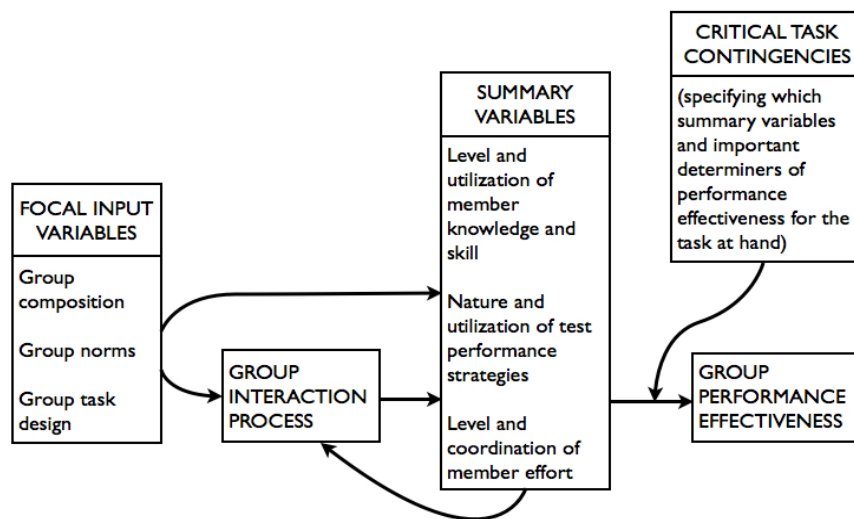 FOCAL INPUT
VARIABLES
Group
composition
Group norms
Group task
design
GROUP
INTERACTION
PROCESS
SUMMARY
VARIABLES
Level and
utilization of
member
knowledge and
skill
Nature and
utilization of test
performance
strategies
Level and
coordination of
member effort
CRITICAL TASK
CONTINGENCIES
(specifying which
summary variables
and important
determiners of
performance
effectiveness for the
task at hand)
GROUP
PERFORMANCE
EFFECTIVENESS